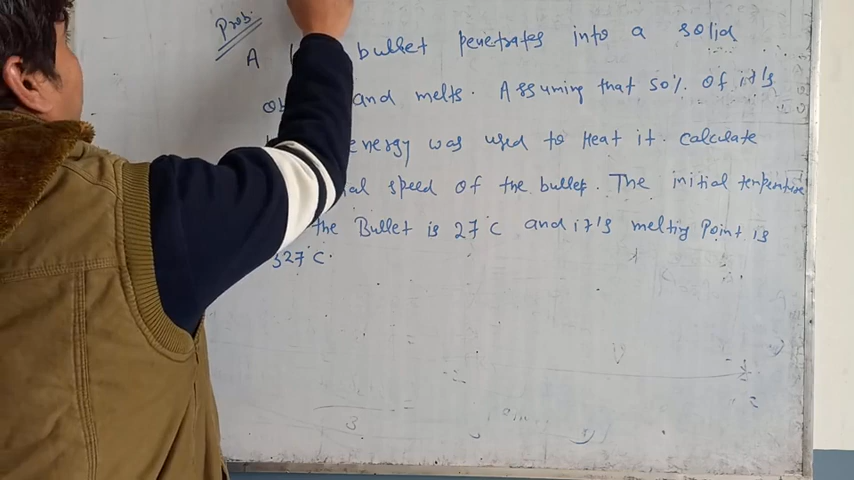 Prob.
A bullet penetrates into a solid
and melts. Assuming that 50% of it's
energy was used to Heat it. calculate
speed of the bullet. The initial temperature
the Bullet is 27°C and it's melting Point is
327°C.
3